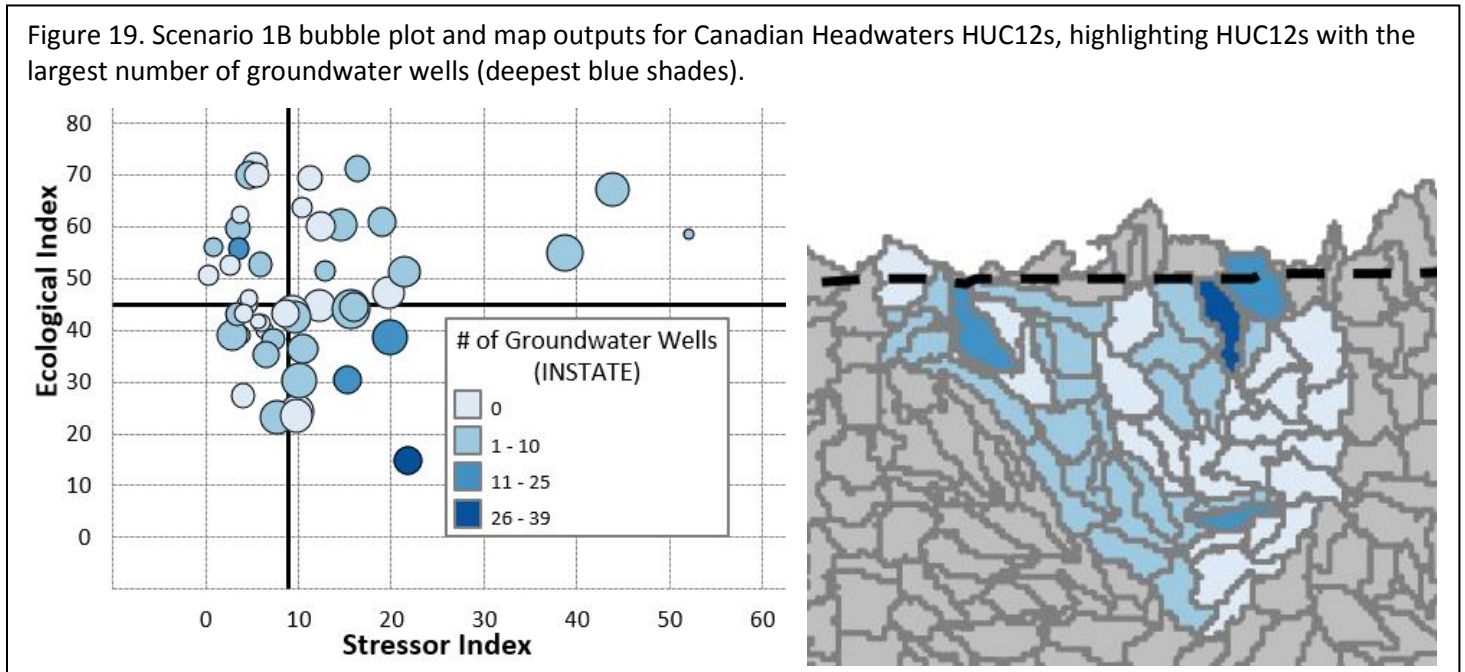 Figure 19. Scenario 1B bubble plot and map outputs for Canadian Headwaters HUC12s, highlighting HUC12s with the
largest number of groundwater wells (deepest blue shades).
80
70
60
50
40
30
20
10
0
Ecological Index
0 10 20 30 40 50 60
Stressor Index
# of Groundwater Wells
(INSTATE)
0
1 - 10
11 - 25
26 - 39